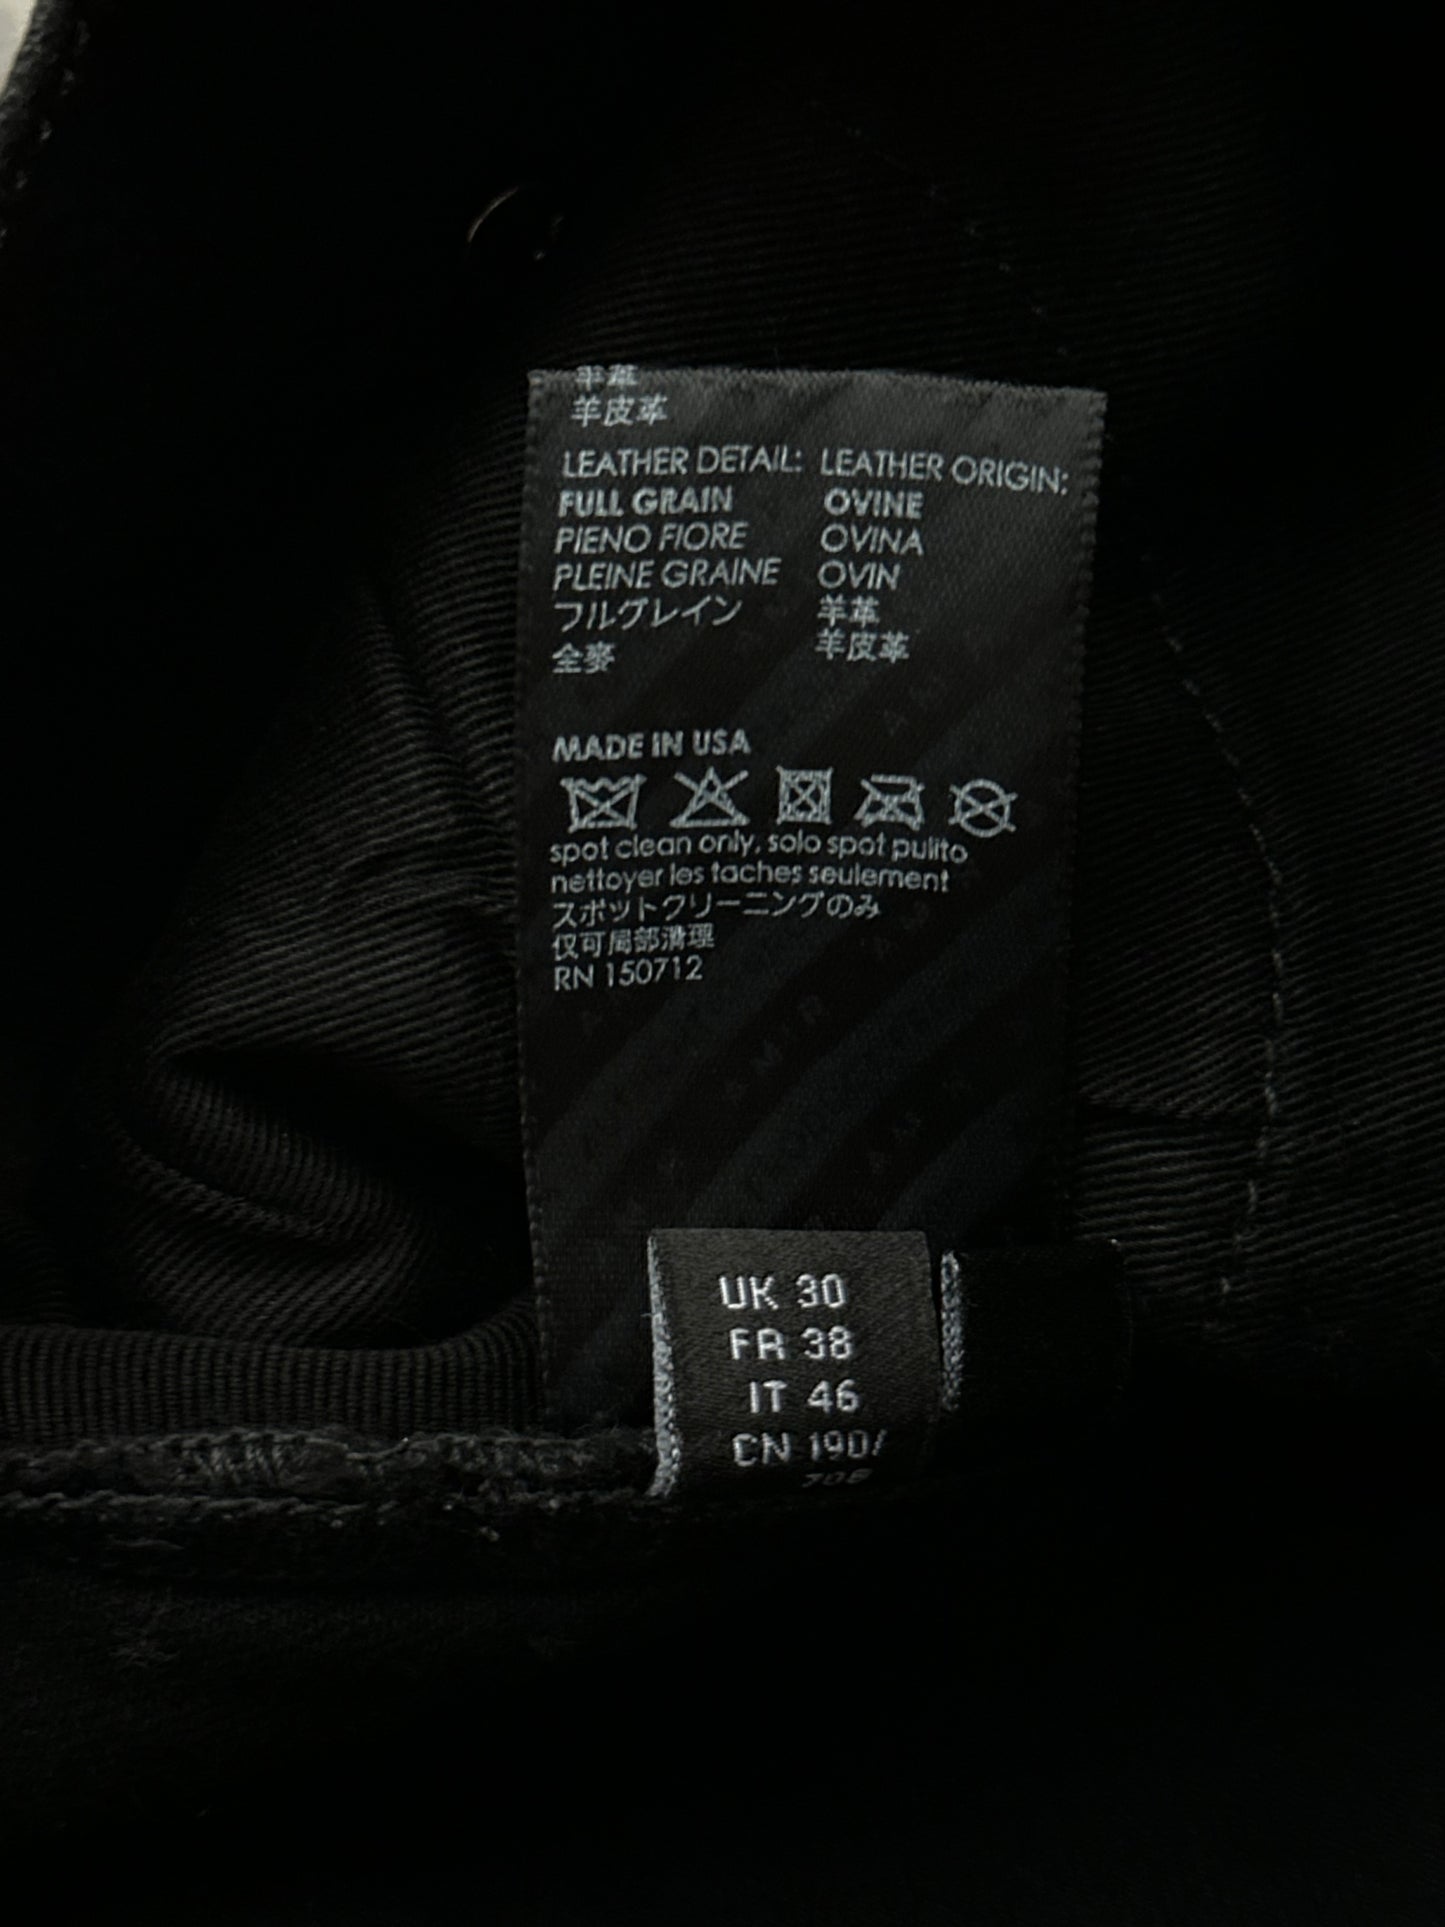 羊革
羊皮革
LEATHER DETAIL: LEATHER ORIGIN:
FULL GRAIN OVINE
PIENO FIORE OVINA
PLEINE GRAINE OVIN
フルグレイン 羊革
全麥 羊皮革
MADE IN USA
spot clean only, solo spot pulito
nettoyer les taches seulement
スポットクリーニングのみ
仅可局部清理
RN 150712
UK 30
FR 38
IT 46
CN 190/